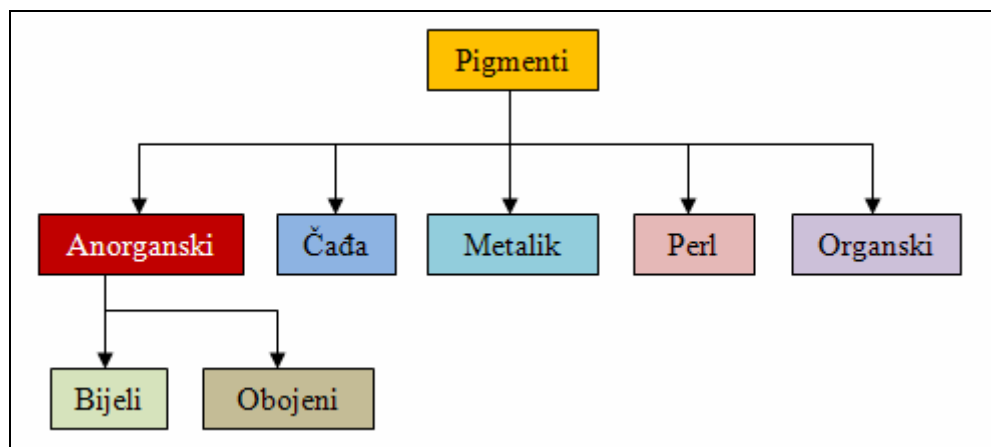 Pigmenti
Anorganski
Čađa
Metalik
Perl
Organski
Bijeli
Obojeni